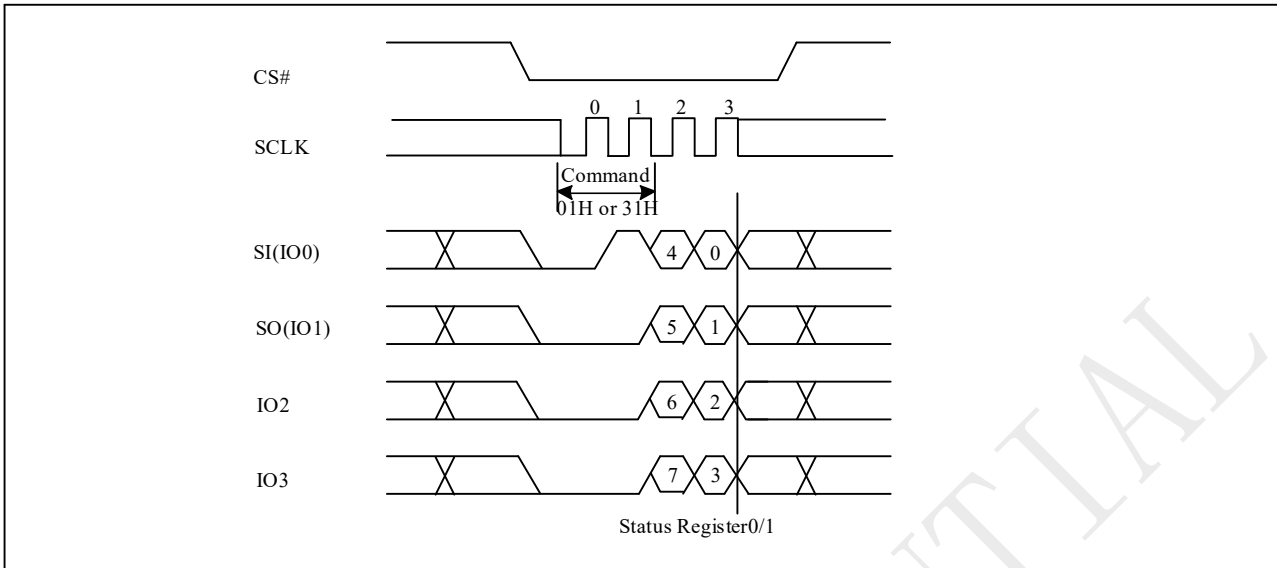 CS#
0 1 2 3
SCLK
Command
01H or 31H
SI(IO0) 4 0
SO(IO1) 5 1
IO2 6 2
IO3 7 3
Status Register0/1
NTIAL